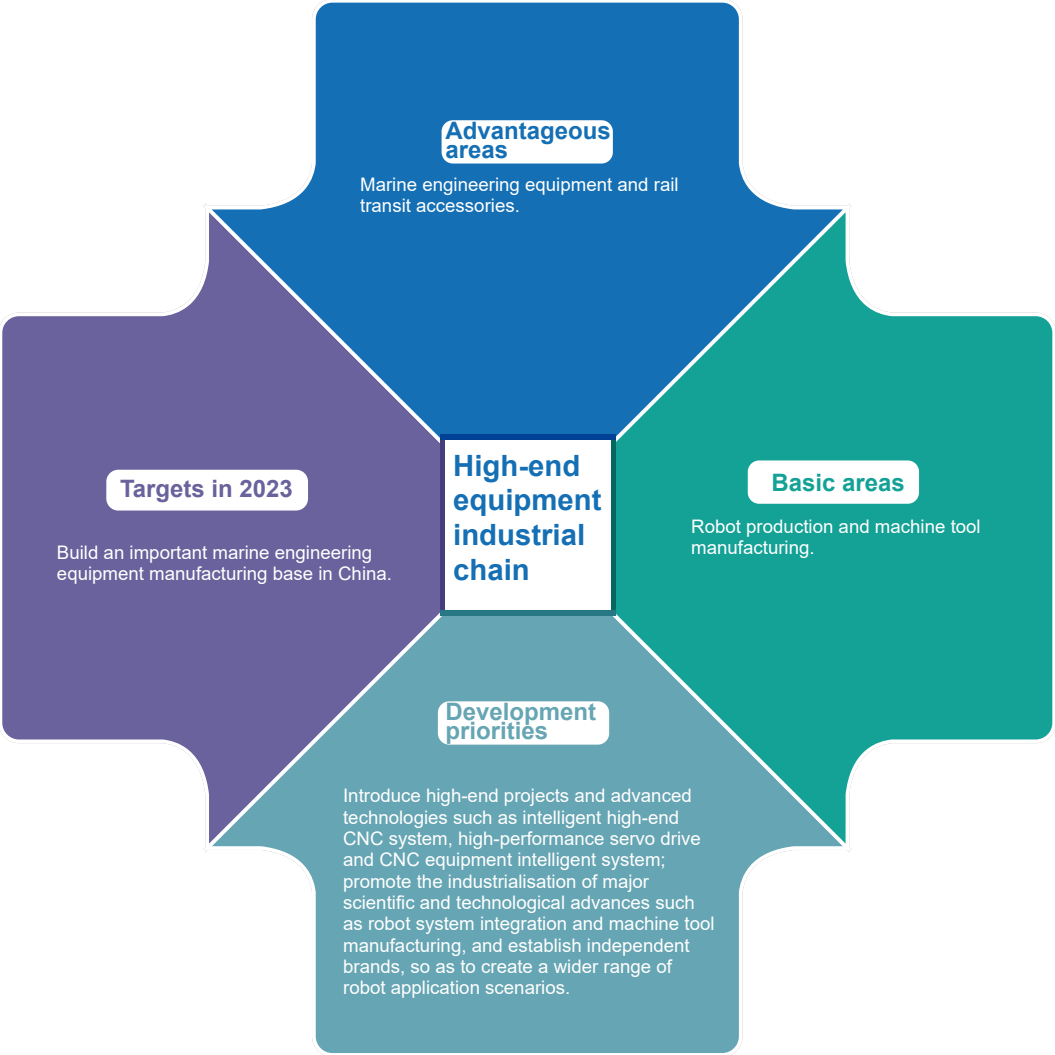 Advantageous
areas
Marine engineering equipment and rail
transit accessories.
Targets in 2023
Build an important marine engineering
equipment manufacturing base in China.
High-end
equipment
industrial
chain
Basic areas
Robot production and machine tool
manufacturing.
Development
priorities
Introduce high-end projects and advanced
technologies such as intelligent high-end
CNC system, high-performance servo drive
and CNC equipment intelligent system;
promote the industrialisation of major
scientific and technological advances such
as robot system integration and machine tool
manufacturing, and establish independent
brands, so as to create a wider range of
robot application scenarios.